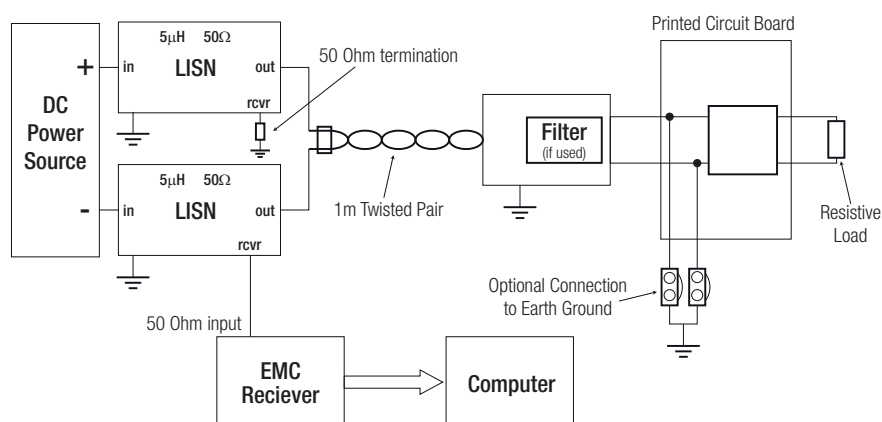 Printed Circuit Board
DC
Power
Source
+
-
5µH 50Ω
LISN
in
out
rcvr
50 Ohm termination
5µH 50Ω
LISN
in
out
rcvr
1m Twisted Pair
Filter
(if used)
Resistive
Load
Optional Connection
to Earth Ground
50 Ohm input
EMC
Reciever
Computer